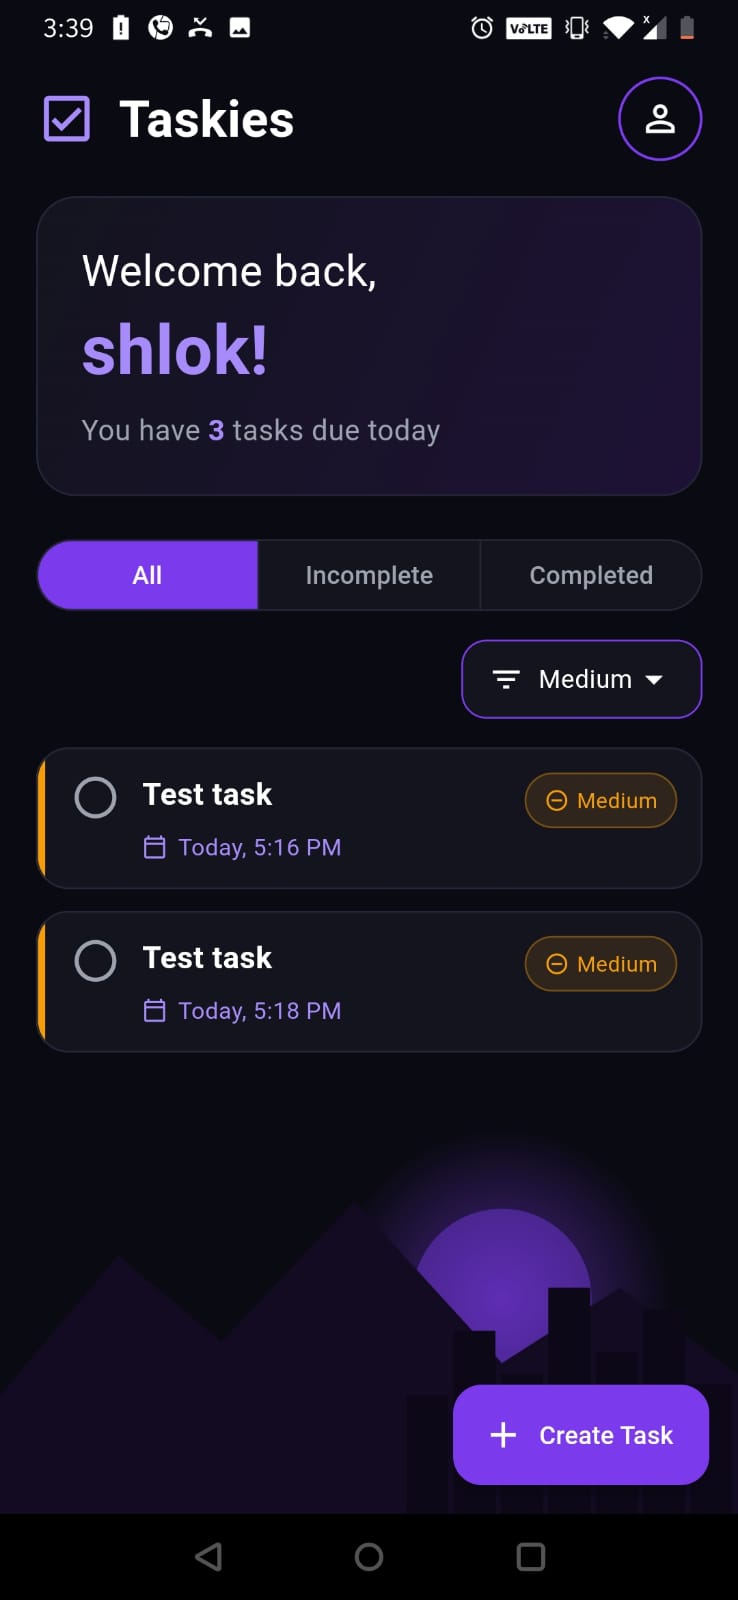 3:39 VoLTE
Taskies
Welcome back,
shlok!
You have 3 tasks due today
All Incomplete Completed
Medium
Test task Medium
Today, 5:16 PM
Test task Medium
Today, 5:18 PM
Create Task